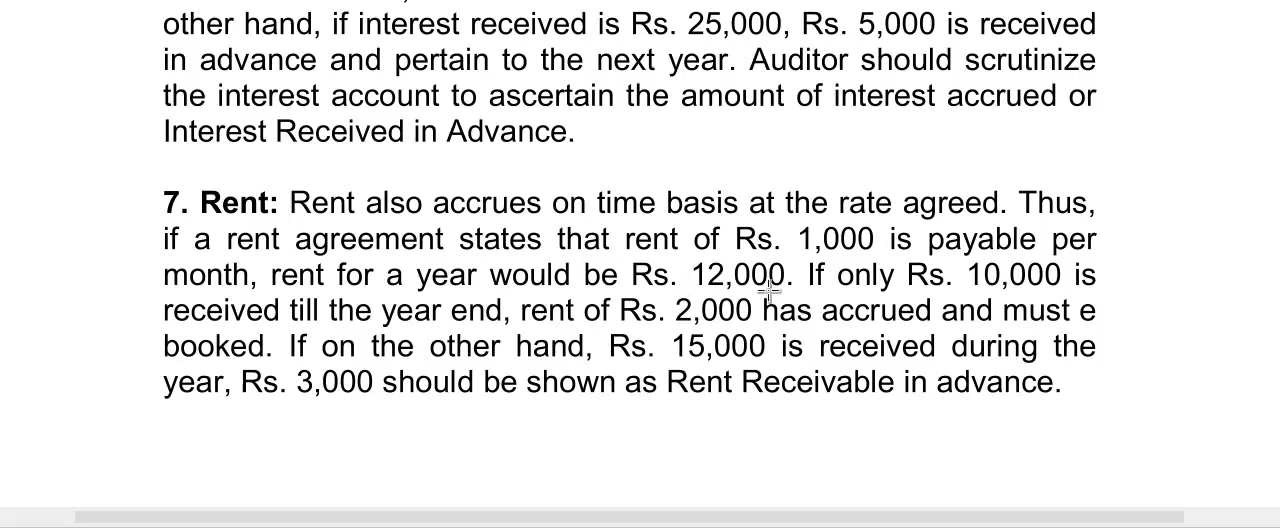 other hand, if interest received is Rs. 25,000, Rs. 5,000 is received
in advance and pertain to the next year. Auditor should scrutinize
the interest account to ascertain the amount of interest accrued or
Interest Received in Advance.
7. Rent: Rent also accrues on time basis at the rate agreed. Thus,
if a rent agreement states that rent of Rs. 1,000 is payable per
month, rent for a year would be Rs. 12,000. If only Rs. 10,000 is
received till the year end, rent of Rs. 2,000 has accrued and must e
booked. If on the other hand, Rs. 15,000 is received during the
year, Rs. 3,000 should be shown as Rent Receivable in advance.